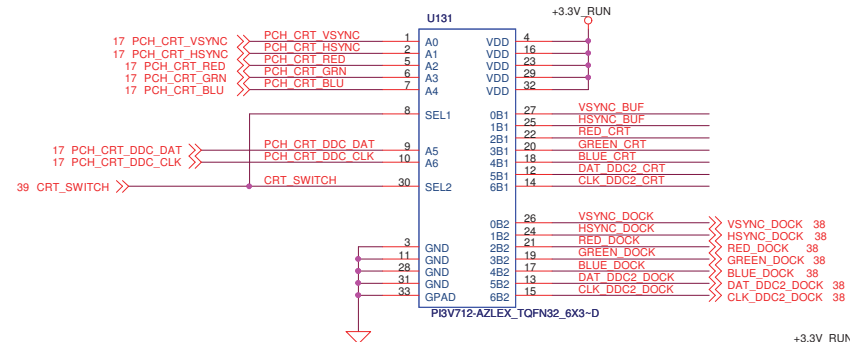 +3.3V_RUN
U131
17 PCH_CRT_VSYNC PCH_CRT_VSYNC 1 A0 VDD 4
17 PCH_CRT_HSYNC PCH_CRT_HSYNC 2 A1 VDD 16
17 PCH_CRT_RED PCH_CRT_RED 5 A2 VDD 23
17 PCH_CRT_GRN PCH_CRT_GRN 6 A3 VDD 29
17 PCH_CRT_BLU PCH_CRT_BLU 7 A4 VDD 32
8 SEL1 0B1 27 VSYNC_BUF
1B1 25 HSYNC_BUF
2B1 22 RED_CRT
17 PCH_CRT_DDC_DAT PCH_CRT_DDC_DAT 9 A5 3B1 20 GREEN_CRT
17 PCH_CRT_DDC_CLK PCH_CRT_DDC_CLK 10 A6 4B1 18 BLUE_CRT
5B1 12 DAT_DDC2_CRT
39 CRT_SWITCH CRT_SWITCH 30 SEL2 6B1 14 CLK_DDC2_CRT
0B2 26 VSYNC_DOCK VSYNC_DOCK 38
1B2 24 HSYNC_DOCK HSYNC_DOCK 38
3 GND 2B2 21 RED_DOCK RED_DOCK 38
11 GND 3B2 19 GREEN_DOCK GREEN_DOCK 38
28 GND 4B2 17 BLUE_DOCK BLUE_DOCK 38
31 GND 5B2 13 DAT_DDC2_DOCK DAT_DDC2_DOCK 38
33 GPAD 6B2 15 CLK_DDC2_DOCK CLK_DDC2_DOCK 38
PI3V712-AZLEX_TQFN32_6X3~D
+3.3V_RUN